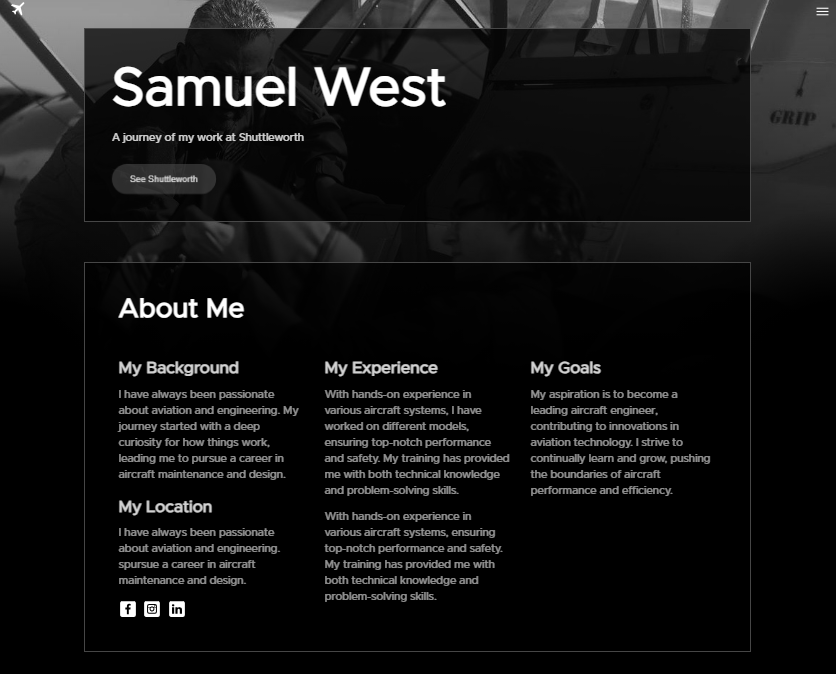 GRIP
Samuel West
A journey of my work at Shuttleworth
See Shuttleworth
About Me
My Background
I have always been passionate
about aviation and engineering. My
journey started with a deep
curiosity for how things work,
leading me to pursue a career in
aircraft maintenance and design.
My Location
I have always been passionate
about aviation and engineering.
spursue a career in aircraft
maintenance and design.
My Experience
With hands-on experience in
various aircraft systems, I have
worked on different models,
ensuring top-notch performance
and safety. My training has provided
me with both technical knowledge
and problem-solving skills.
With hands-on experience in
various aircraft systems, ensuring
top-notch performance and safety.
My training has provided me with
both technical knowledge and
problem-solving skills.
My Goals
My aspiration is to become a
leading aircraft engineer,
contributing to innovations in
aviation technology. I strive to
continually learn and grow, pushing
the boundaries of aircraft
performance and efficiency.